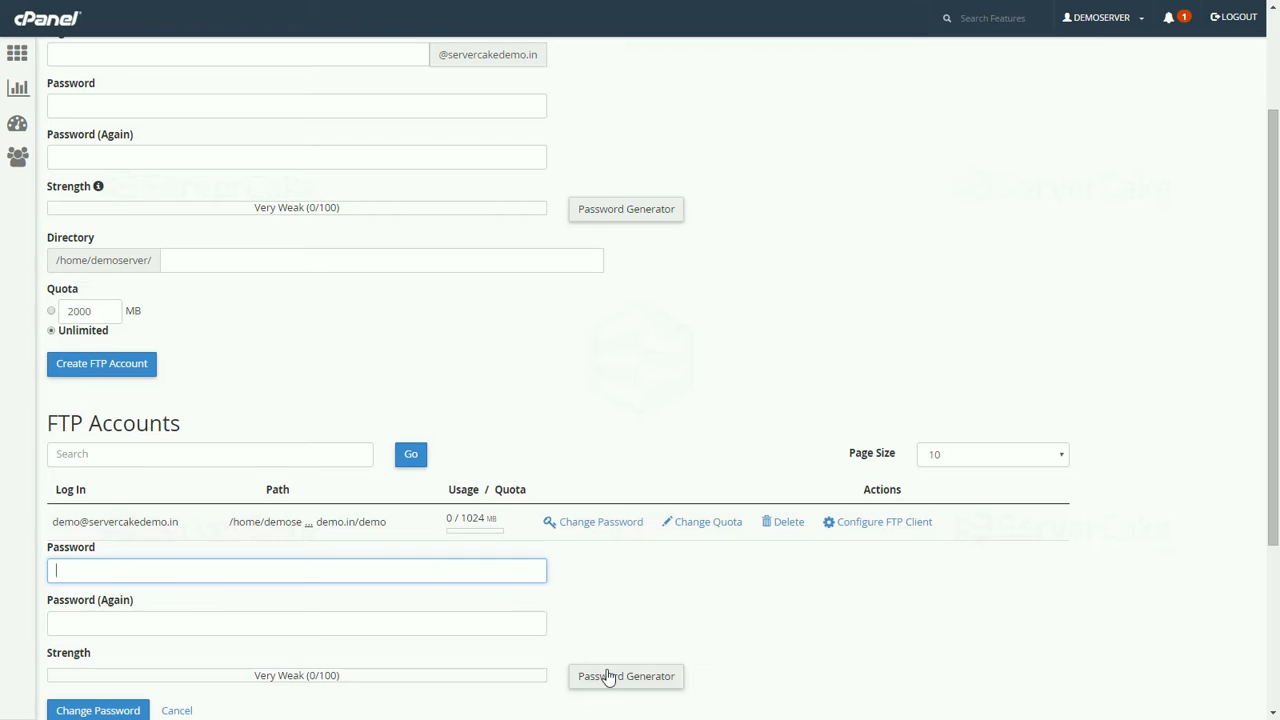 cPanel
Search Features
DEMOSERVER
1
LOGOUT
@servercakedemo.in
Password
Password (Again)
Strength
Very Weak (0/100)
Password Generator
Directory
/home/demoserver/
Quota
2000 MB
Unlimited
Create FTP Account
FTP Accounts
Search
Go
Page Size
10
Log In Path Usage / Quota Actions
demo@servercakedemo.in /home/demose ... demo.in/demo 0 / 1024 MB Change Password Change Quota Delete Configure FTP Client
Password
Password (Again)
Strength
Very Weak (0/100)
Password Generator
Change Password
Cancel